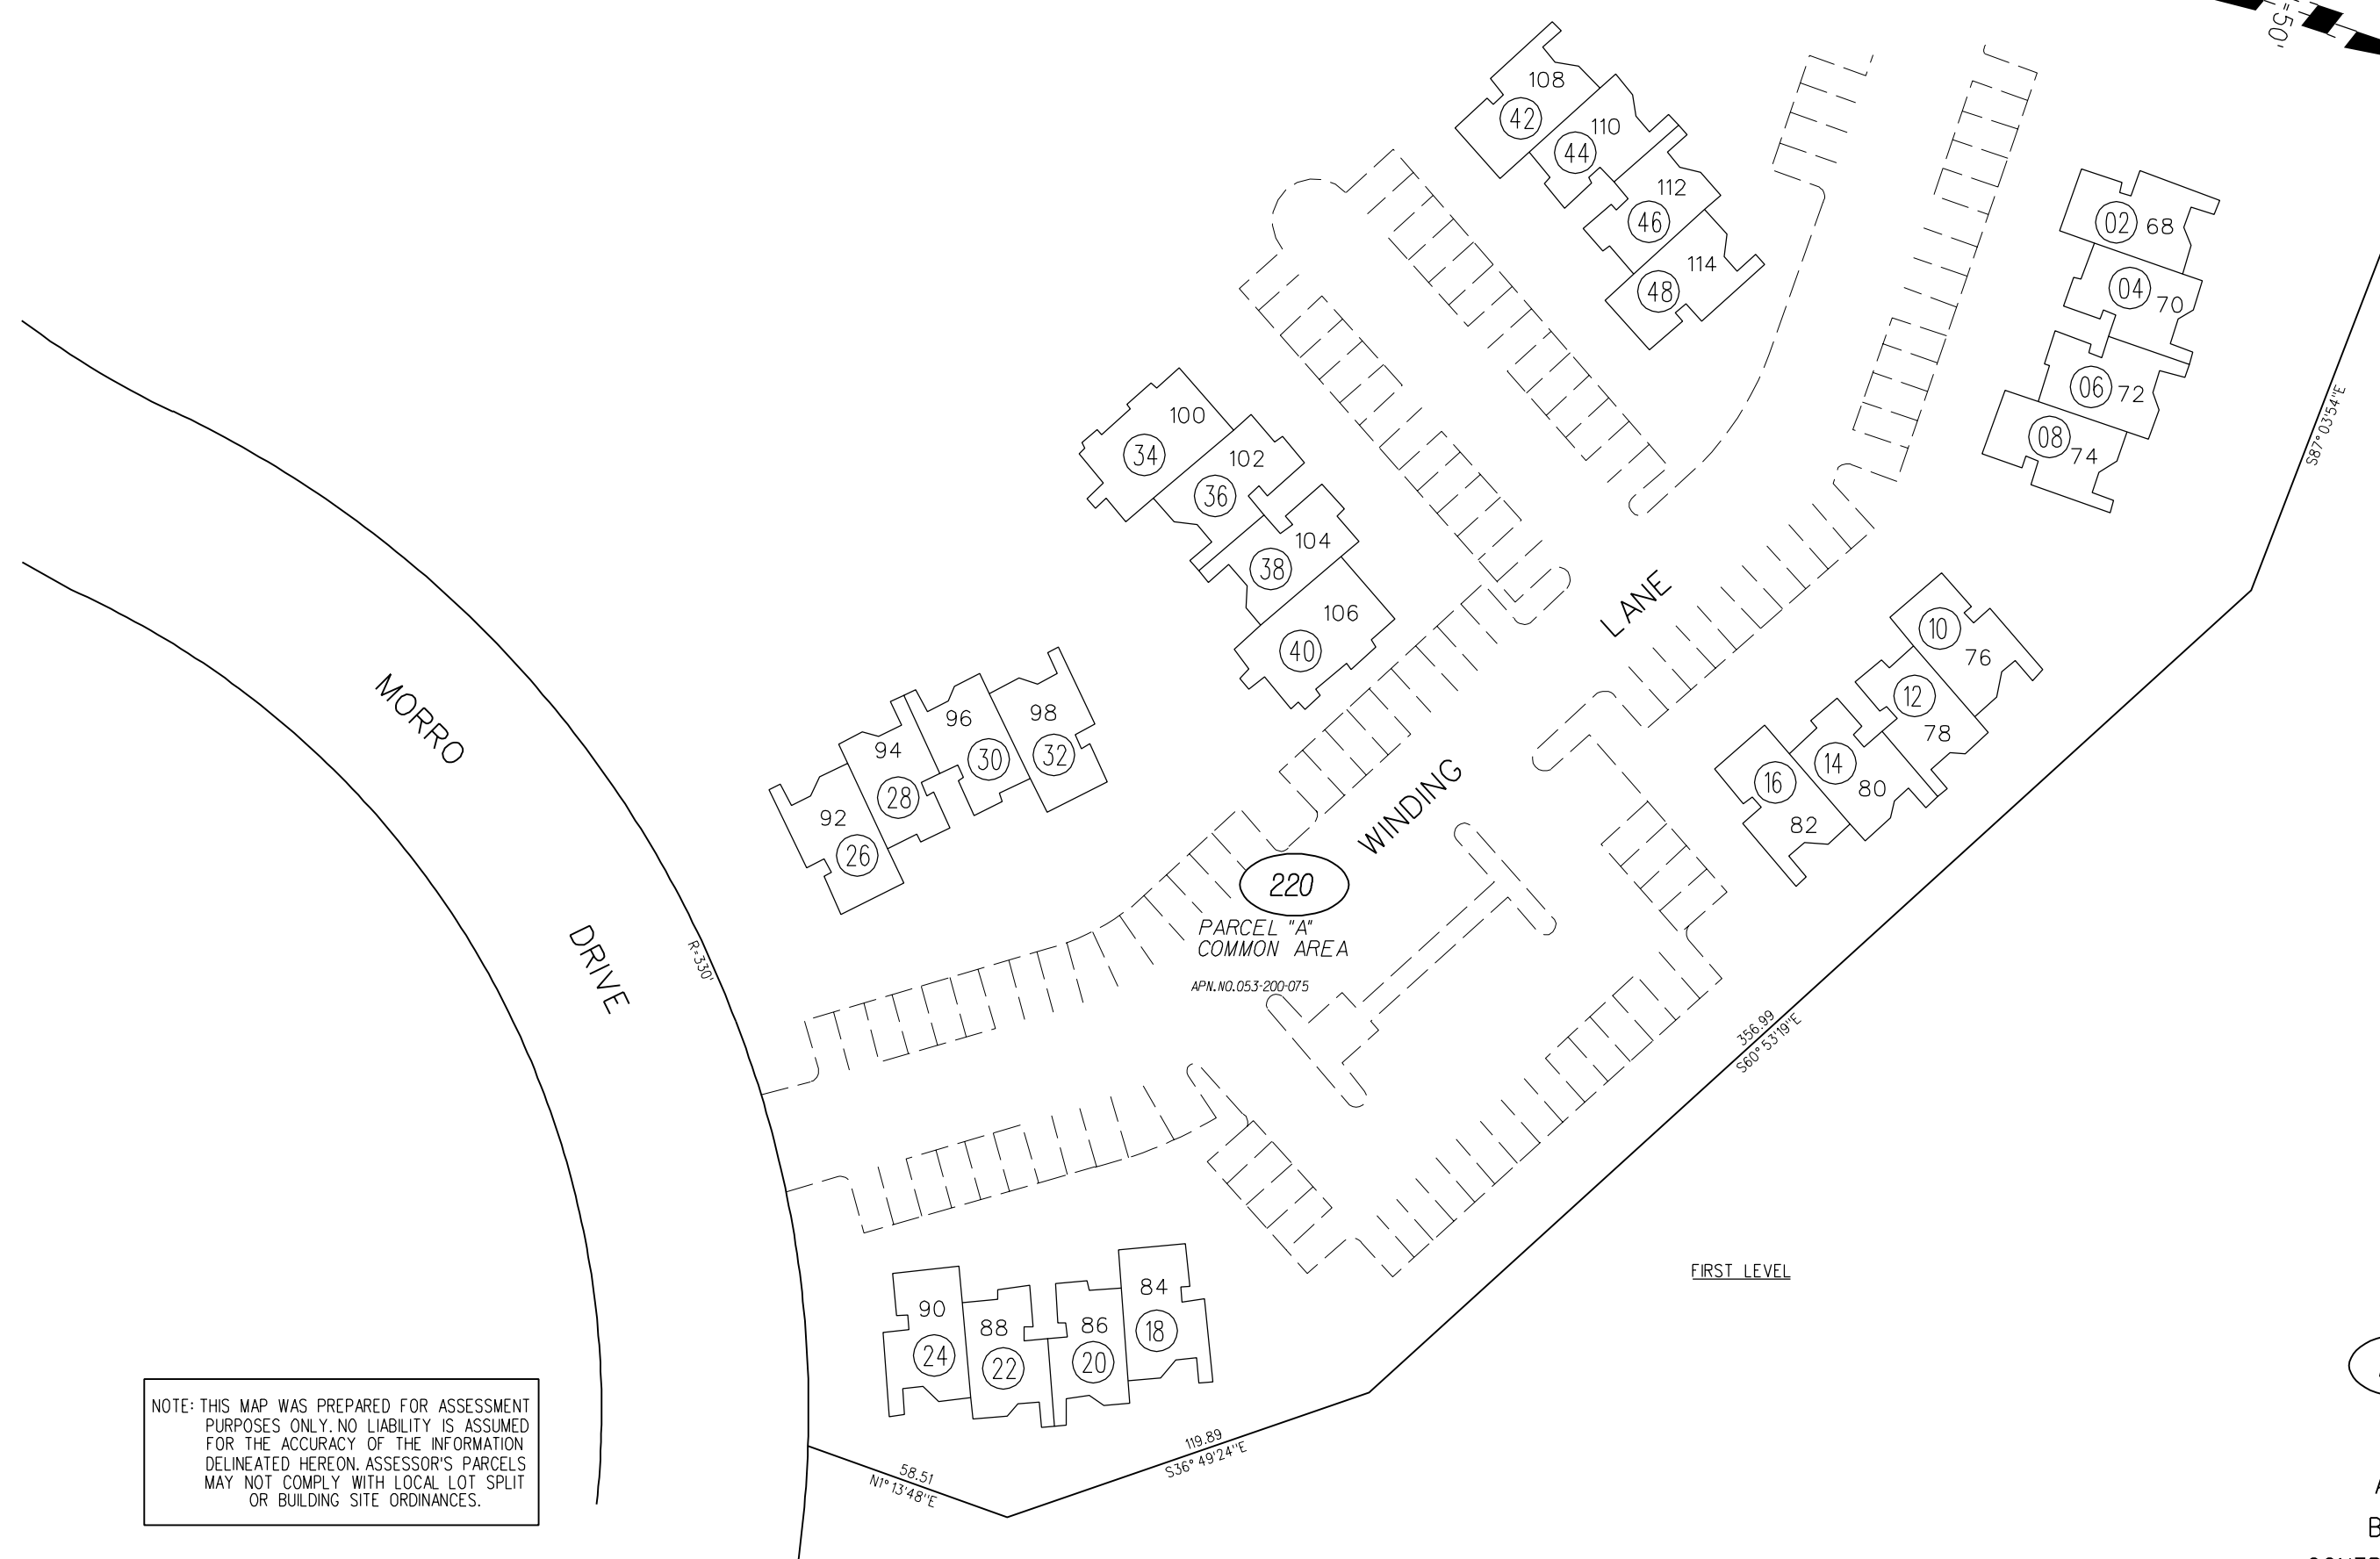 =50'
108
42
110
44
112
46
114
48
02 68
04 70
06 72
08 74
S87° 03'54"E
100
34
102
36
104
38
106
40
LANE
WINDING
10
76
12
78
14
80
16
82
MORRO
DRIVE
R=330'
98
32
96
30
94
28
92
26
220
PARCEL "A"
COMMON AREA
APN.NO.053-200-075
356.99
S60° 53'19"E
FIRST LEVEL
84
18
86
20
88
22
90
24
119.89
S36° 49'24"E
58.51
N1° 13'48"E
NOTE: THIS MAP WAS PREPARED FOR ASSESSMENT
PURPOSES ONLY. NO LIABILITY IS ASSUMED
FOR THE ACCURACY OF THE INFORMATION
DELINEATED HEREON. ASSESSOR'S PARCELS
MAY NOT COMPLY WITH LOCAL LOT SPLIT
OR BUILDING SITE ORDINANCES.